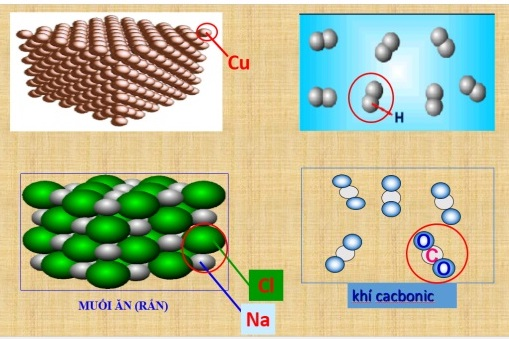 Cu
H
Cl
Na
MUỐI ĂN (RẮN)
O
C
O
khí cacbonic